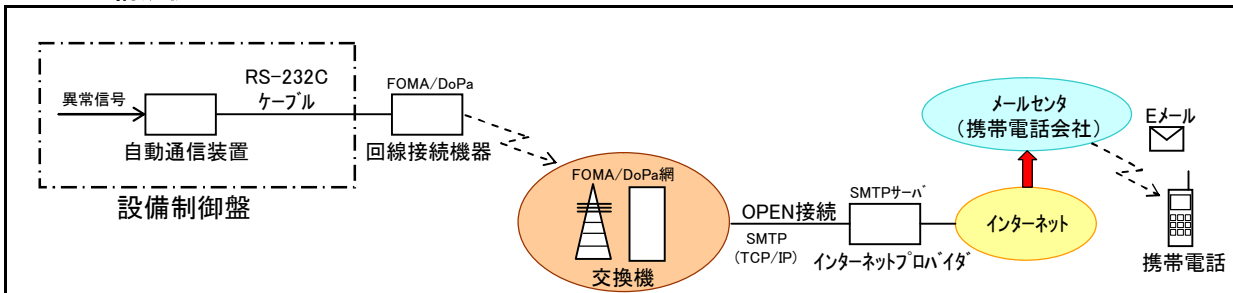 異常信号
自動通信装置
設備制御盤
RS-232C
ケーブル
FOMA/DoPa
回線接続機器
FOMA/DoPa網
交換機
OPEN接続
SMTP
(TCP/IP)
SMTPサーバ
インターネットプロバイダ
インターネット
メールセンタ
(携帯電話会社)
Eメール
携帯電話